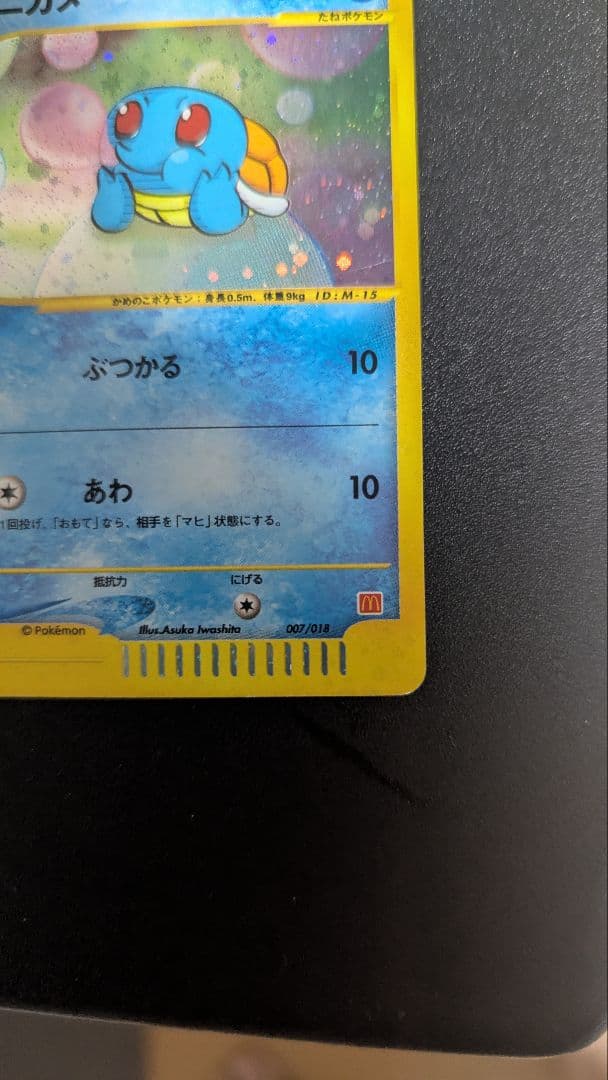 ニガメ
たねポケモン
かめのこポケモン：身長0.5m、体重9kg ID：M-15
ぶつかる 10
あわ 10
1回投げ、「おもて」なら、相手を「マヒ」状態にする。
抵抗力 にげる
©Pokémon Illus.Asuka Iwashita 007/018